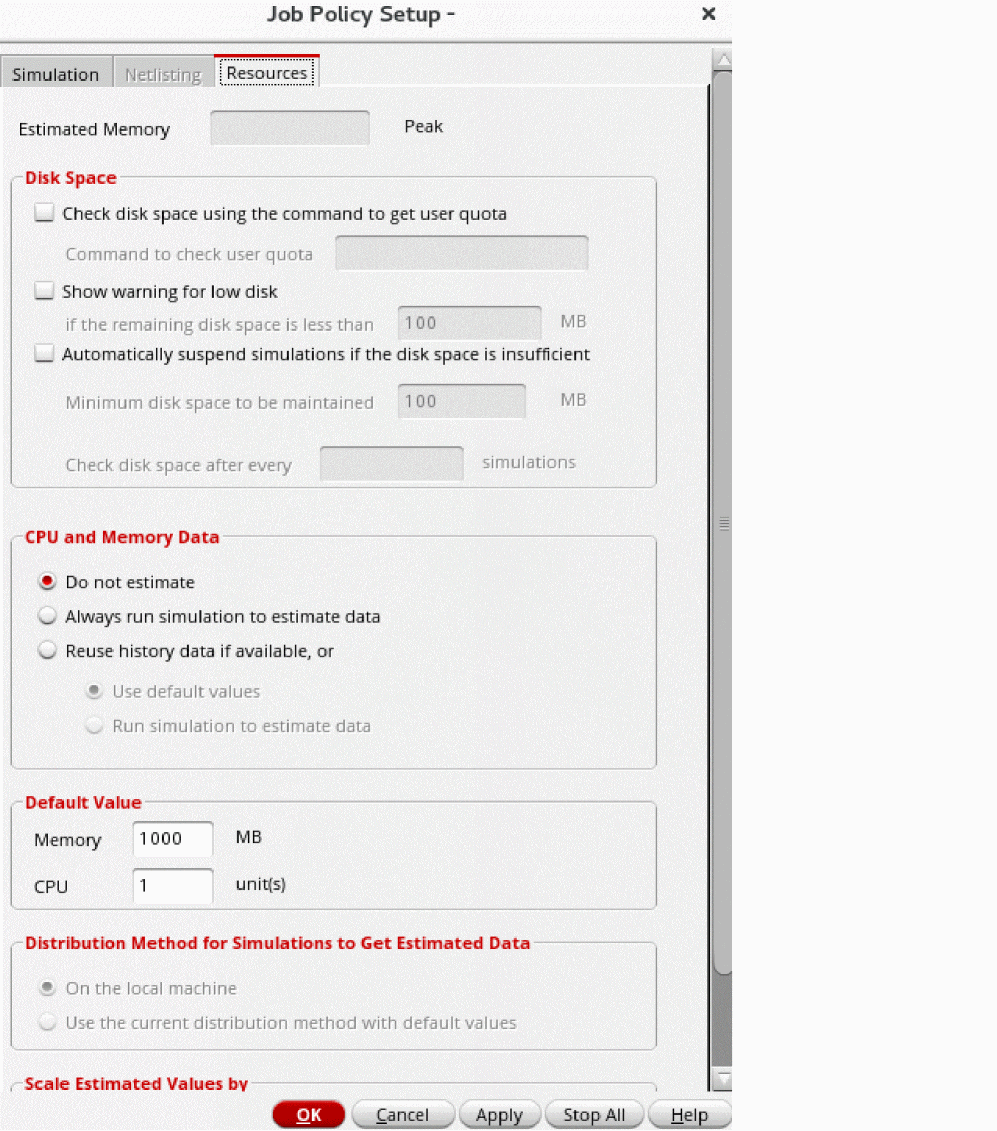 Job Policy Setup -
Simulation Netlisting Resources
Estimated Memory Peak
Disk Space
Check disk space using the command to get user quota
Command to check user quota
Show warning for low disk
if the remaining disk space is less than 100 MB
Automatically suspend simulations if the disk space is insufficient
Minimum disk space to be maintained 100 MB
Check disk space after every simulations
CPU and Memory Data
Do not estimate
Always run simulation to estimate data
Reuse history data if available, or
Use default values
Run simulation to estimate data
Default Value
Memory 1000 MB
CPU 1 unit(s)
Distribution Method for Simulations to Get Estimated Data
On the local machine
Use the current distribution method with default values
Scale Estimated Values by
OK Cancel Apply Stop All Help